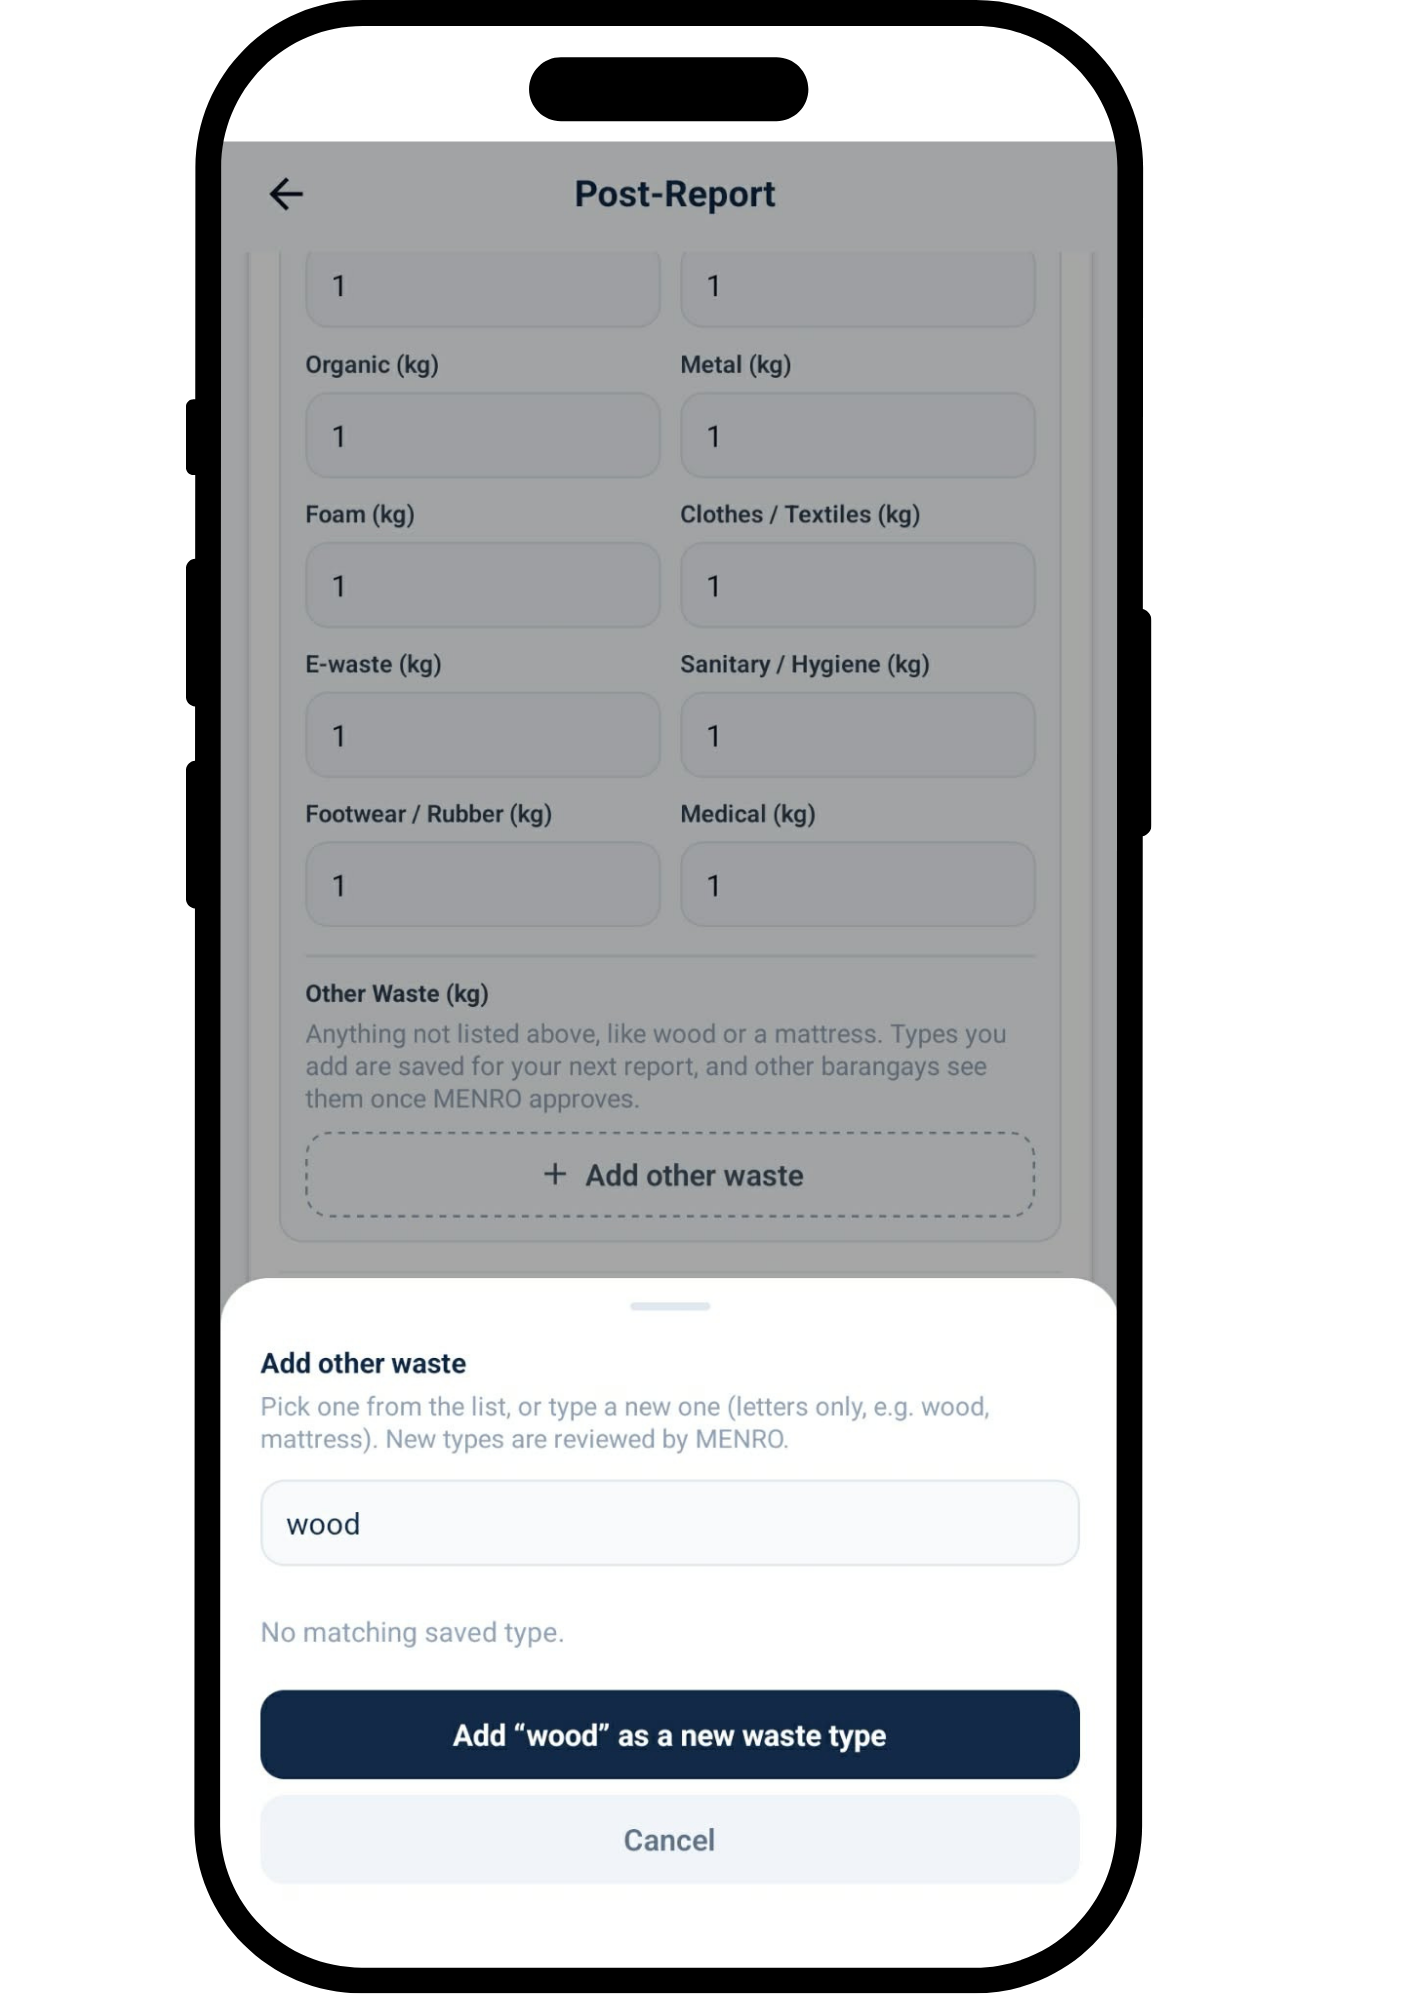 Post-Report
1 1
Organic (kg) Metal (kg)
1 1
Foam (kg) Clothes / Textiles (kg)
1 1
E-waste (kg) Sanitary / Hygiene (kg)
1 1
Footwear / Rubber (kg) Medical (kg)
1 1
Other Waste (kg)
Anything not listed above, like wood or a mattress. Types you
add are saved for your next report, and other barangays see
them once MENRO approves.
+ Add other waste
Add other waste
Pick one from the list, or type a new one (letters only, e.g. wood,
mattress). New types are reviewed by MENRO.
wood
No matching saved type.
Add “wood” as a new waste type
Cancel